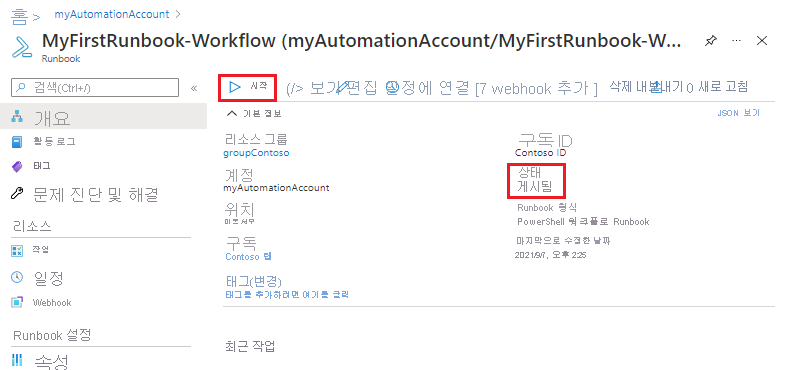 홈 > myAutomationAccount >
MyFirstRunbook-Workflow (myAutomationAccount/MyFirstRunbook-W...
Runbook
검색(Ctrl+/)
시작
(/> 보기 편집 일정에 연결 [7 webhook 추가 ] 삭제 내보내기 0 새로 고침
개요
활동 로그
태그
문제 진단 및 해결
리소스
작업
일정
Webhook
Runbook 설정
속성
기본 정보
JSON 보기
리소스 그룹
groupContoso
계정
myAutomationAccount
위치
구독
Contoso 랩
태그(변경)
태그를 추가하려면 여기를 클릭
구독 ID
Contoso ID
상태
게시됨
Runbook 형식
PowerShell 워크플로 Runbook
마지막으로 수정한 날짜
2021/9/7, 오후 2:25
최근 작업